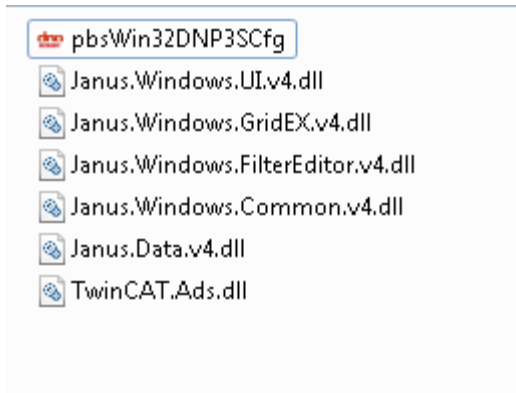 dnp pbsWin32DNP3SCfg
Janus.Windows.UI.v4.dll
Janus.Windows.GridEX.v4.dll
Janus.Windows.FilterEditor.v4.dll
Janus.Windows.Common.v4.dll
Janus.Data.v4.dll
TwinCAT.Ads.dll